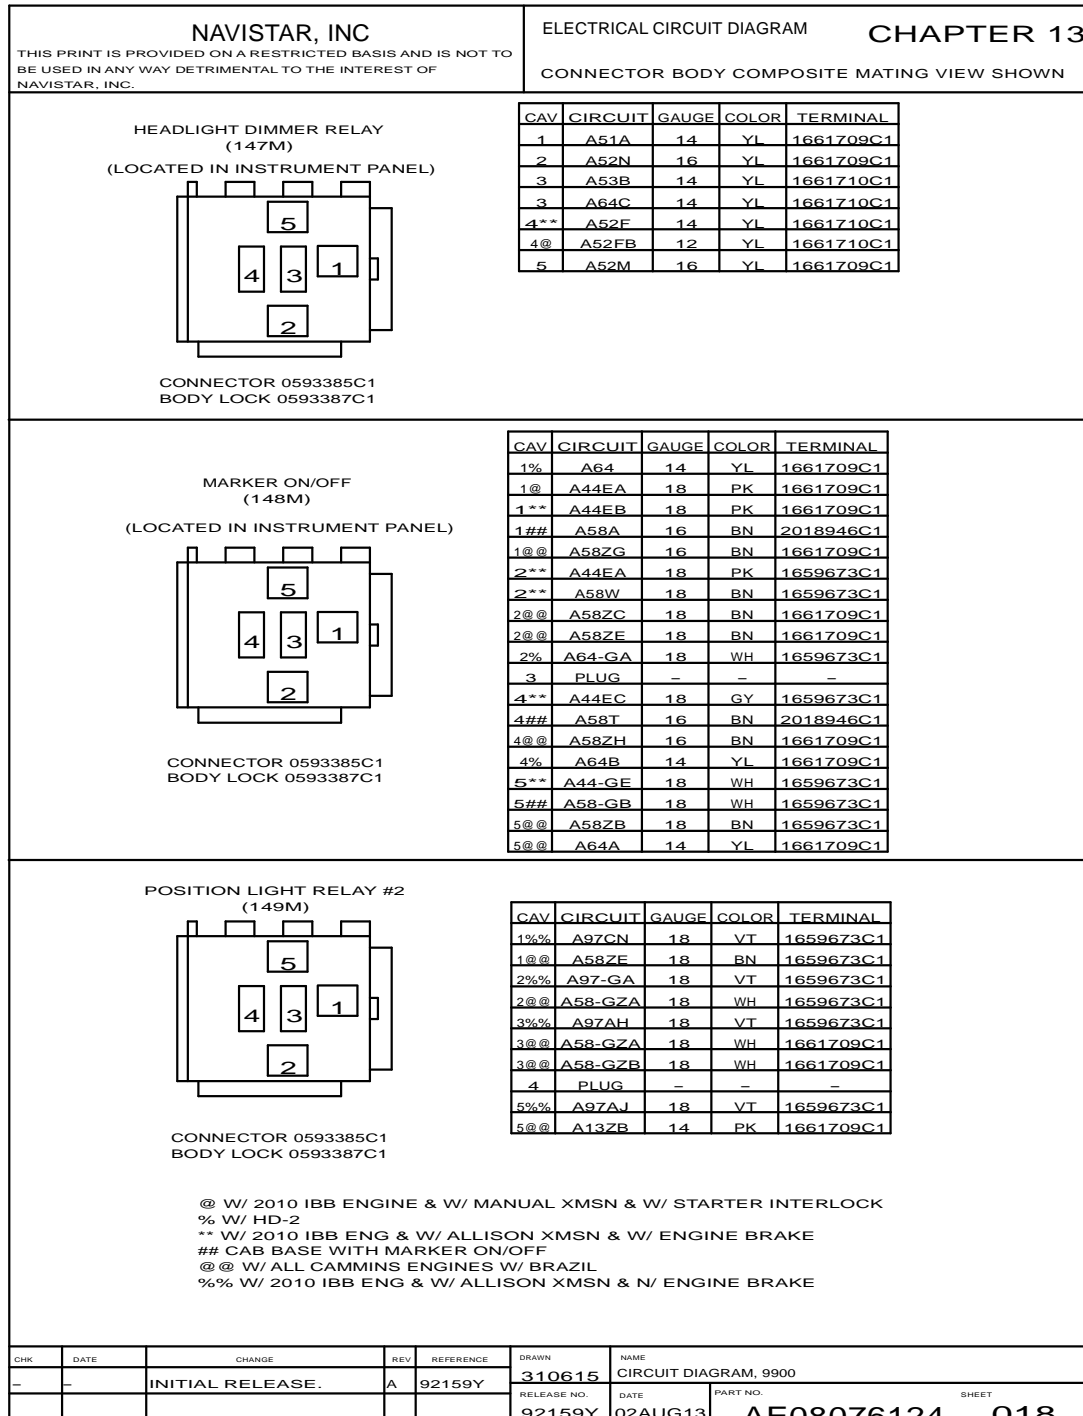 NAVISTAR, INC
THIS PRINT IS PROVIDED ON A RESTRICTED BASIS AND IS NOT TO
BE USED IN ANY WAY DETRIMENTAL TO THE INTEREST OF
NAVISTAR, INC.
ELECTRICAL CIRCUIT DIAGRAM CHAPTER 13
CONNECTOR BODY COMPOSITE MATING VIEW SHOWN
HEADLIGHT DIMMER RELAY
(147M)
(LOCATED IN INSTRUMENT PANEL)
5
4 3 1
2
CONNECTOR 0593385C1
BODY LOCK 0593387C1
CAV CIRCUIT GAUGE COLOR TERMINAL
1 A51A 14 YL 1661709C1
2 A52N 16 YL 1661709C1
3 A53B 14 YL 1661710C1
3 A64C 14 YL 1661710C1
4** A52F 14 YL 1661710C1
4@ A52FB 12 YL 1661710C1
5 A52M 16 YL 1661709C1
MARKER ON/OFF
(148M)
(LOCATED IN INSTRUMENT PANEL)
5
4 3 1
2
CONNECTOR 0593385C1
BODY LOCK 0593387C1
CAV CIRCUIT GAUGE COLOR TERMINAL
1% A64 14 YL 1661709C1
1@ A44EA 18 PK 1661709C1
1** A44EB 18 PK 1661709C1
1## A58A 16 BN 2018946C1
1@@ A58ZG 16 BN 1661709C1
2** A44EA 18 PK 1659673C1
2** A58W 18 BN 1659673C1
2@@ A58ZC 18 BN 1661709C1
2@@ A58ZE 18 BN 1661709C1
2% A64-GA 18 WH 1659673C1
3 PLUG – – –
4** A44EC 18 GY 1659673C1
4## A58T 16 BN 2018946C1
4@@ A58ZH 16 BN 1661709C1
4% A64B 14 YL 1661709C1
5** A44-GE 18 WH 1659673C1
5## A58-GB 18 WH 1659673C1
5@@ A58ZB 18 BN 1659673C1
5@@ A64A 14 YL 1661709C1
POSITION LIGHT RELAY #2
(149M)
5
4 3 1
2
CONNECTOR 0593385C1
BODY LOCK 0593387C1
CAV CIRCUIT GAUGE COLOR TERMINAL
1%% A97CN 18 VT 1659673C1
1@@ A58ZE 18 BN 1659673C1
2%% A97-GA 18 VT 1659673C1
2@@ A58-GZA 18 WH 1659673C1
3%% A97AH 18 VT 1659673C1
3@@ A58-GZA 18 WH 1661709C1
3@@ A58-GZB 18 WH 1661709C1
4 PLUG – – –
5%% A97AJ 18 VT 1659673C1
5@@ A13ZB 14 PK 1661709C1
@ W/ 2010 IBB ENGINE & W/ MANUAL XMSN & W/ STARTER INTERLOCK
% W/ HD-2
** W/ 2010 IBB ENG & W/ ALLISON XMSN & W/ ENGINE BRAKE
## CAB BASE WITH MARKER ON/OFF
@@ W/ ALL CAMMINS ENGINES W/ BRAZIL
%% W/ 2010 IBB ENG & W/ ALLISON XMSN & N/ ENGINE BRAKE
CHK DATE CHANGE REV REFERENCE
– – INITIAL RELEASE. A 92159Y
DRAWN
310615
NAME
CIRCUIT DIAGRAM, 9900
RELEASE NO.
92159Y
DATE
02AUG13
PART NO.
AE08076124
SHEET
018